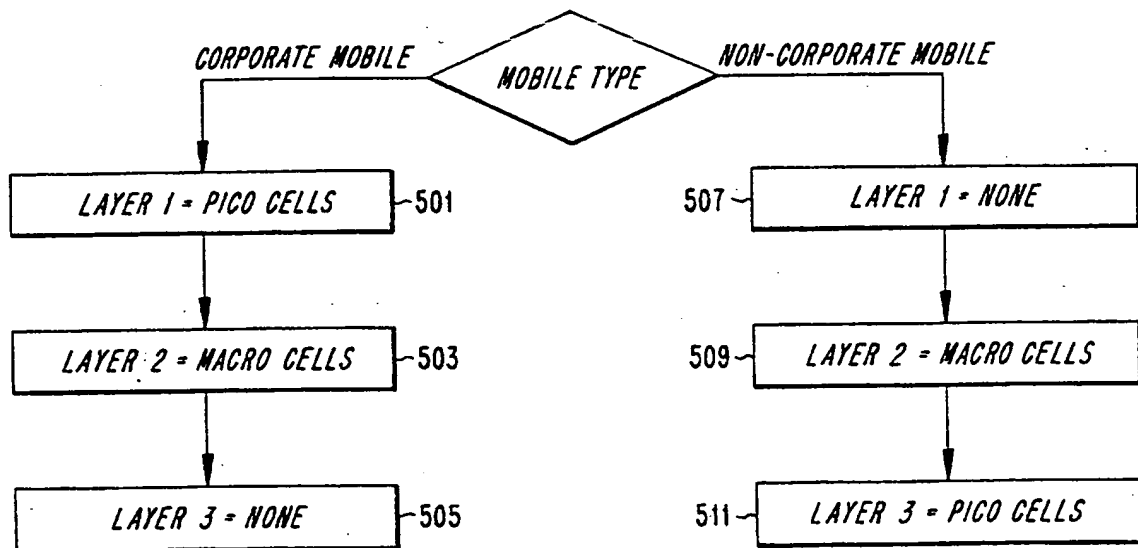 CORPORATE MOBILE
MOBILE TYPE
NON-CORPORATE MOBILE
LAYER 1 = PICO CELLS
501
507
LAYER 1 = NONE
LAYER 2 = MACRO CELLS
503
509
LAYER 2 = MACRO CELLS
LAYER 3 = NONE
505
511
LAYER 3 = PICO CELLS